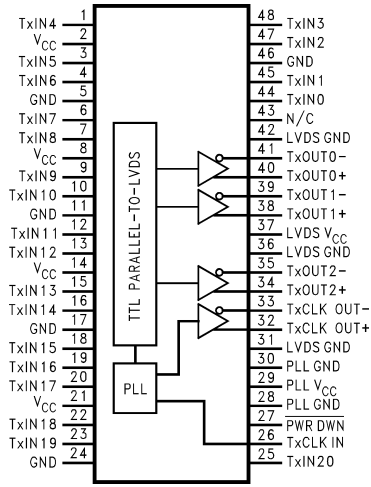 TxIN4 1 48 TxIN3
VCC 2 47 TxIN2
TxIN5 3 46 GND
TxIN6 4 45 TxIN1
GND 5 44 TxIN0
TxIN7 6 43 N/C
TxIN8 7 42 LVDS GND
VCC 8 41 TxOUT0−
TxIN9 9 40 TxOUT0+
TxIN10 10 39 TxOUT1−
GND 11 38 TxOUT1+
TxIN11 12 37 LVDS VCC
TxIN12 13 36 LVDS GND
VCC 14 35 TxOUT2−
TxIN13 15 34 TxOUT2+
TxIN14 16 33 TxCLK OUT−
GND 17 32 TxCLK OUT+
TxIN15 18 31 LVDS GND
TxIN16 19 30 PLL GND
TxIN17 20 29 PLL VCC
VCC 21 28 PLL GND
TxIN18 22 27 PWR DWN
TxIN19 23 26 TxCLK IN
GND 24 25 TxIN20
TTL PARALLEL-TO-LVDS
PLL